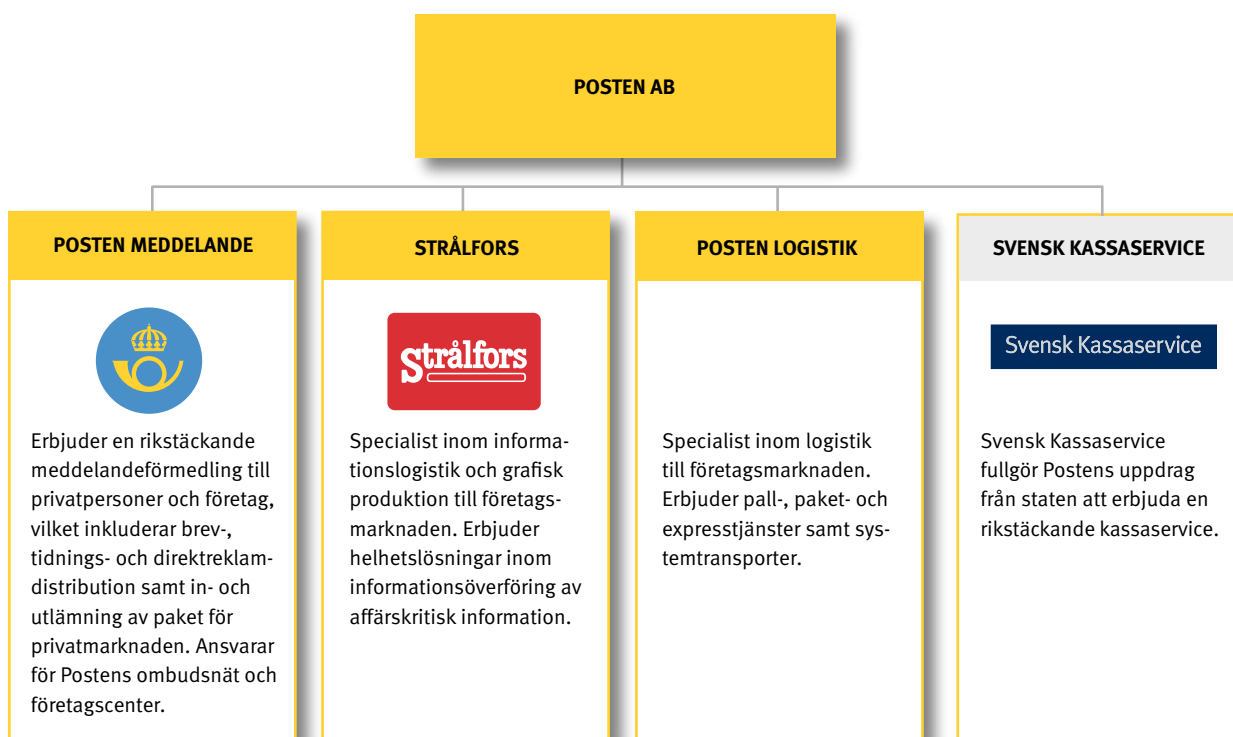 POSTEN AB
POSTEN MEDDELANDE
Erbjuder en rikstäckande
meddelandeförmedling till
privatpersoner och företag,
vilket inkluderar brev-,
tidnings- och direktreklam-
distribution samt in- och
utlämning av paket för
privatmarknaden. Ansvarar
för Postens ombudsnät och
företagscenter.
STRÅLFORS
Strålfors
Specialist inom informa-
tionslogistik och grafisk
produktion till företags-
marknaden. Erbjuder
helhetslösningar inom
informationsöverföring av
affärskritisk information.
POSTEN LOGISTIK
Specialist inom logistik
till företagsmarknaden.
Erbjuder pall-, paket- och
expresstjänster samt sys-
temtransporter.
SVENSK KASSASERVICE
Svensk Kassaservice
Svensk Kassaservice
fullgör Postens uppdrag
från staten att erbjuda en
rikstäckande kassaservice.